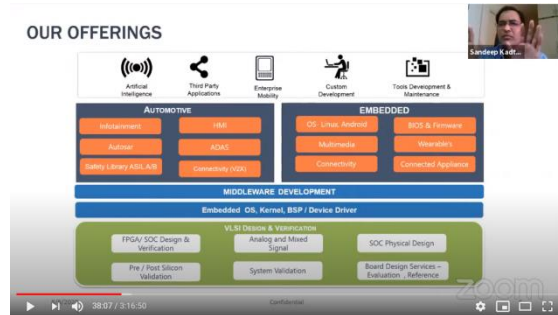 OUR OFFERINGS
Sandeep Kadt...
Artificial
Intelligence
Third Party
Applications
Enterprise
Mobility
Custom
Development
Tools Development &
Maintenance
AUTOMOTIVE
Infotainment
HMI
Autosar
ADAS
Safety Library ASIL A/B
Connectivity (V2X)
EMBEDDED
OS Linux, Android
BIOS & Firmware
Multimedia
Wearable's
Connectivity
Connected Appliance
MIDDLEWARE DEVELOPMENT
Embedded OS, Kernel, BSP / Device Driver
VLSI DESIGN & VERIFICATION
FPGA/ SOC Design &
Verification
Analog and Mixed
Signal
SOC Physical Design
Pre / Post Silicon
Validation
System Validation
Board Design Services –
Evaluation , Reference
zoom
38:07 / 3:16:50
Confidential